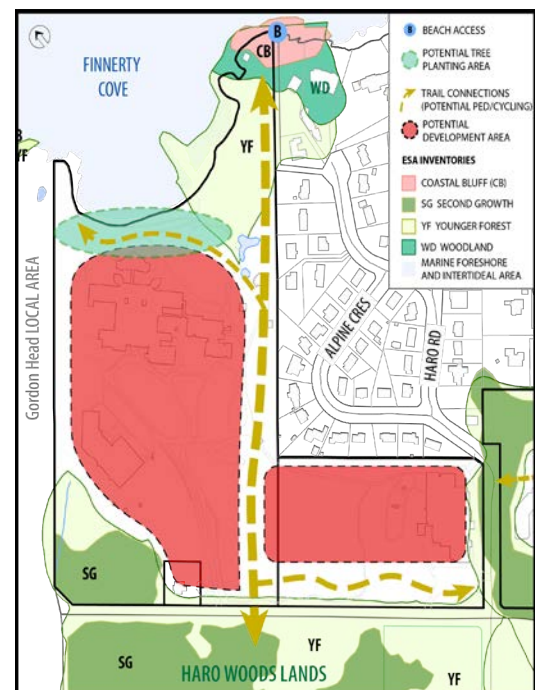 B BEACH ACCESS
POTENTIAL TREE
PLANTING AREA
TRAIL CONNECTIONS
(POTENTIAL PED/CYCLING)
POTENTIAL
DEVELOPMENT AREA
ESA INVENTORIES
COASTAL BLUFF (CB)
SG SECOND GROWTH
YF YOUNGER FOREST
WD WOODLAND
MARINE FORESHORE
AND INTERTIDEAL AREA
B
CB
FINNERTY
COVE
WD
YF
B
YF
Gordon Head LOCAL AREA
ALPINE CRES
HARO RD
SG
YF
YF
SG
HARO WOODS LANDS
YF